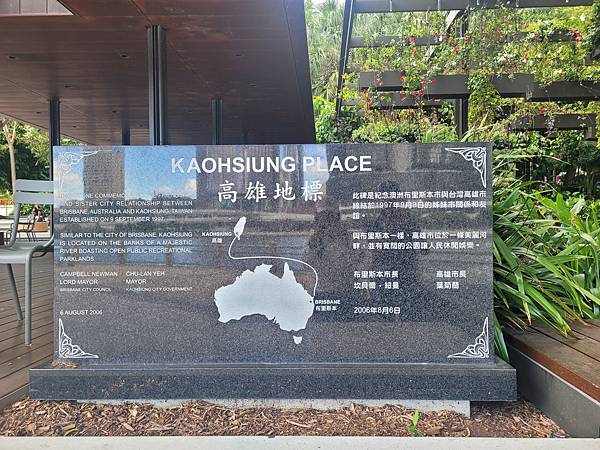 KAOHSIUNG PLACE
高雄地標
STONE COMMEMO
AND SISTER CITY RELATIONSHIP BETWEEN
BRISBANE, AUSTRALIA AND KAOHSIUNG, TAIWAN
ESTABLISHED ON 9 SEPTEMBER 1997.
SIMILAR TO THE CITY OF BRISBANE, KAOHSIUNG
IS LOCATED ON THE BANKS OF A MAJESTIC
RIVER BOASTING OPEN PUBLIC RECREATIONAL
PARKLANDS
CAMPBELL NEWMAN
LORD MAYOR
BRISBANE CITY COUNCIL
CHU-LAN YEH
MAYOR
KAOHSIUNG CITY GOVERNMENT
6 AUGUST 2006
KAOHSIUNG
高雄
BRISBANE
布里斯本
此碑是紀念澳洲布里斯本市與台灣高雄市
締結於1997年9月9日的姊妹市關係和友
誼。
與布里斯本一樣，高雄市位於一條美麗河
畔，並有寬闊的公園讓人民休閒娛樂。
布里斯本市長
坎貝爾·紐曼
高雄市長
葉菊蘭
2006年8月6日